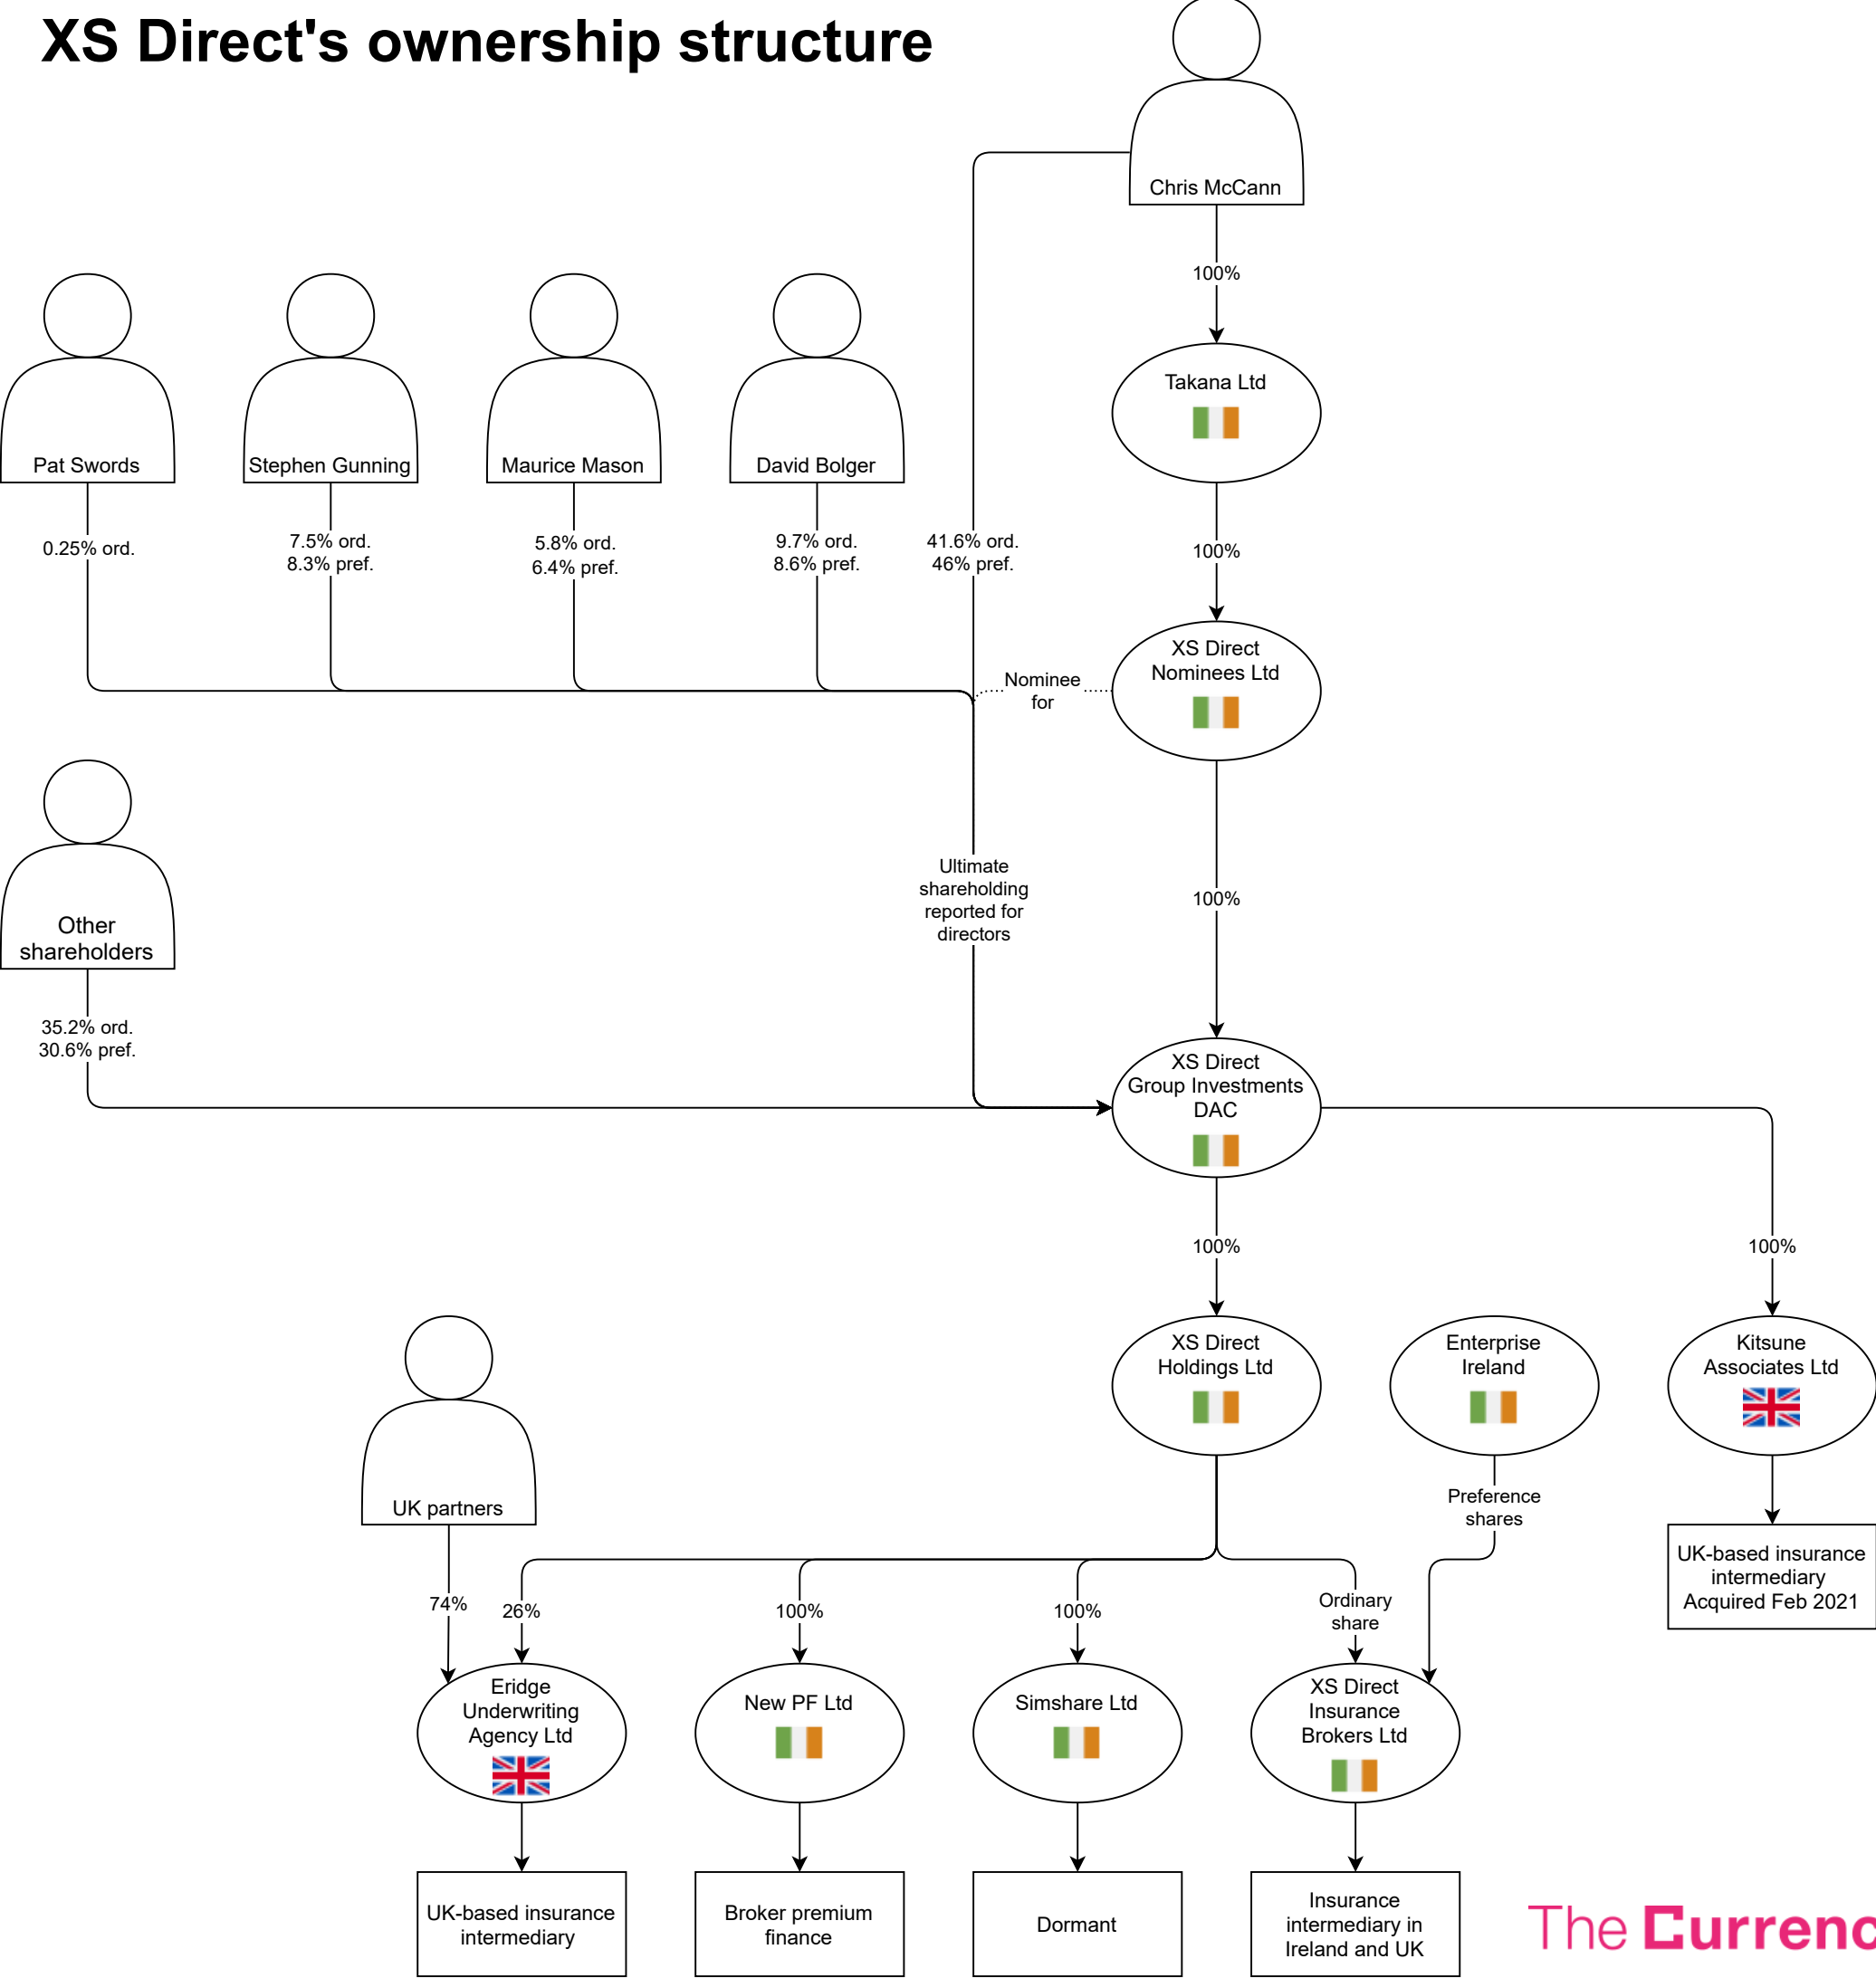 XS Direct's ownership structure
Chris McCann
100%
Takana Ltd
Pat Swords
Stephen Gunning
Maurice Mason
David Bolger
0.25% ord.
7.5% ord.
8.3% pref.
5.8% ord.
6.4% pref.
9.7% ord.
8.6% pref.
41.6% ord.
46% pref.
100%
XS Direct
Nominees Ltd
Nominee
for
Other
shareholders
Ultimate
shareholding
reported for
directors
100%
35.2% ord.
30.6% pref.
XS Direct
Group Investments
DAC
100%
100%
XS Direct
Holdings Ltd
Enterprise
Ireland
Kitsune
Associates Ltd
UK partners
Preference
shares
UK-based insurance
intermediary
Acquired Feb 2021
74%
26%
100%
100%
Ordinary
share
Eridge
Underwriting
Agency Ltd
New PF Ltd
Simshare Ltd
XS Direct
Insurance
Brokers Ltd
UK-based insurance
intermediary
Broker premium
finance
Dormant
Insurance
intermediary in
Ireland and UK
The Currenc